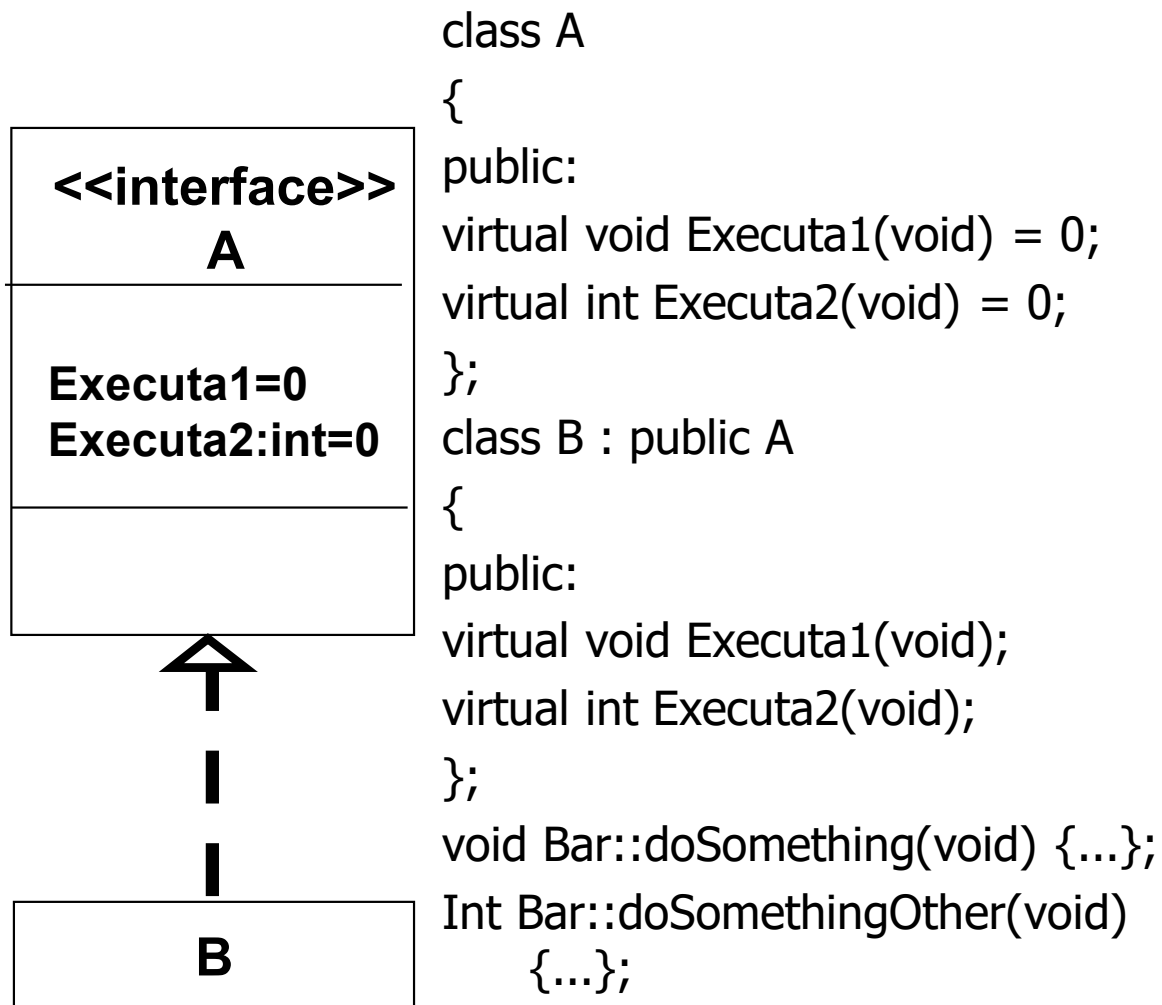 <<interface>>
A
Executa1=0
Executa2:int=0
B
class A
{
public:
virtual void Executa1(void) = 0;
virtual int Executa2(void) = 0;
};
class B : public A
{
public:
virtual void Executa1(void);
virtual int Executa2(void);
};
void Bar::doSomething(void) {...};
Int Bar::doSomethingOther(void)
{...};